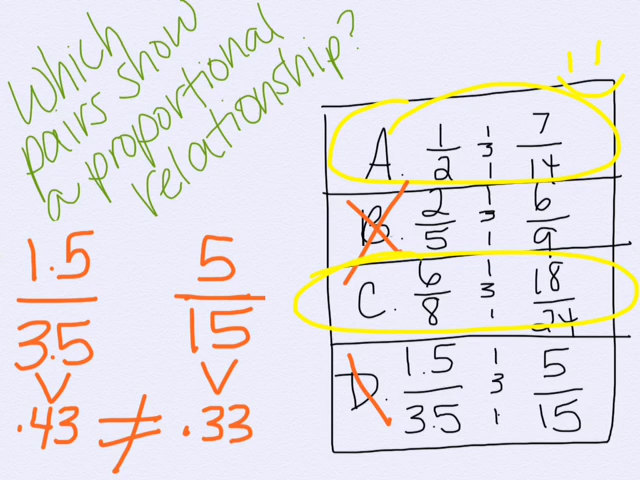 Which
pairs show
a proportional
relationship?
A. 1/2 7/14
B. 2/5 6/9
C. 6/8 18/24
D. 1.5/3.5 5/15
1.5/3.5 5/15
.43 ≠ .33